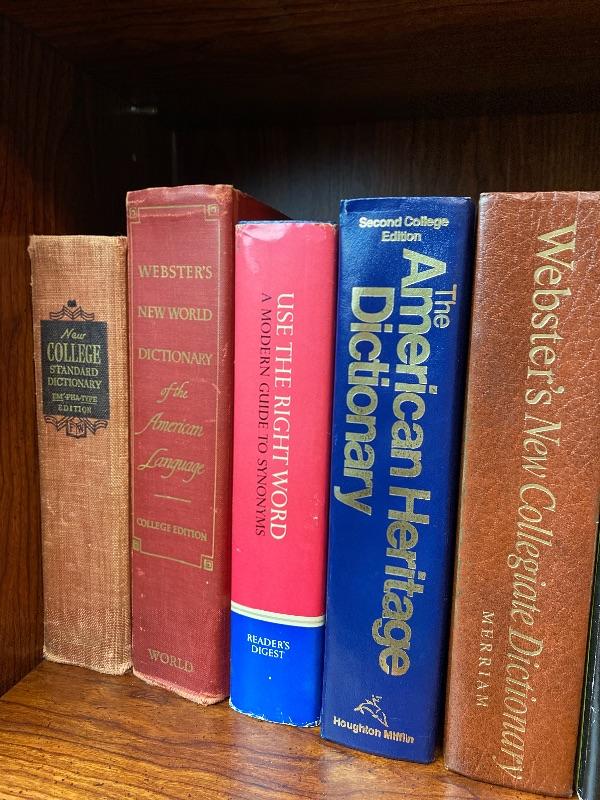 New
COLLEGE
STANDARD
DICTIONARY
EM'·PHA·TYPE
EDITION
F W
WEBSTER'S
NEW WORLD
DICTIONARY
of the
American
Language
COLLEGE EDITION
WORLD
USE THE RIGHT WORD
A MODERN GUIDE TO SYNONYMS
READER'S
DIGEST
Second College
Edition
The
American Heritage
Dictionary
Houghton Mifflin
Webster's New Collegiate Dictionary
MERRIAM